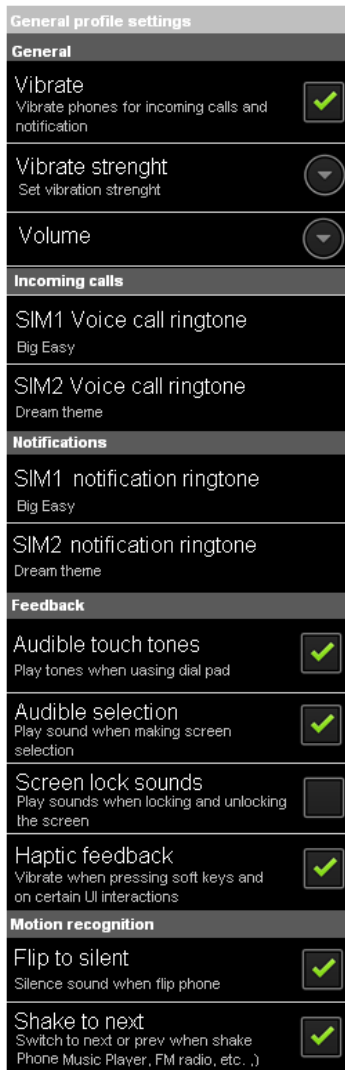 General profile settings
General
Vibrate
Vibrate phones for incoming calls and
notification
Vibrate strenght
Set vibration strenght
Volume
Incoming calls
SIM1 Voice call ringtone
Big Easy
SIM2 Voice call ringtone
Dream theme
Notifications
SIM1 notification ringtone
Big Easy
SIM2 notification ringtone
Dream theme
Feedback
Audible touch tones
Play tones when uasing dial pad
Audible selection
Play sound when making screen
selection
Screen lock sounds
Play sounds when locking and unlocking
the screen
Haptic feedback
Vibrate when pressing soft keys and
on certain UI interactions
Motion recognition
Flip to silent
Silence sound when flip phone
Shake to next
Switch to next or prev when shake
Phone Music Player, FM radio, etc. ,)